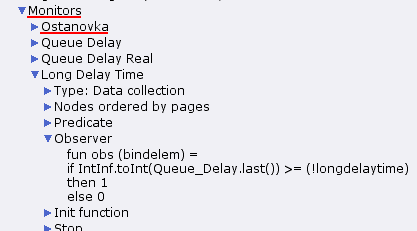 Monitors
Ostanovka
Queue Delay
Queue Delay Real
Long Delay Time
Type: Data collection
Nodes ordered by pages
Predicate
Observer
fun obs (bindelem) =
if IntInf.toInt(Queue_Delay.last()) >= (!longdelaytime)
then 1
else 0
Init function
Stop